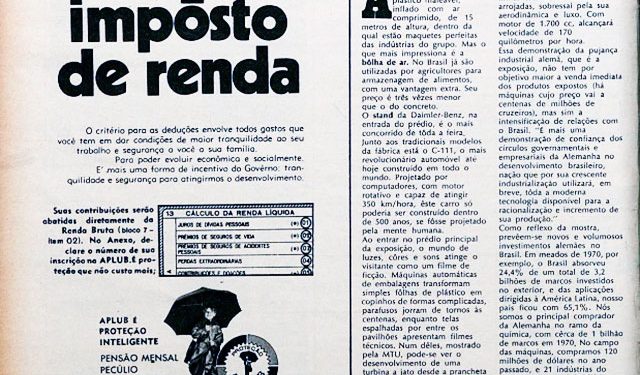 imposto
de renda
O critério para as deduções envolve todos gastos que
você tem em dar condições de maior tranquilidade ao seu
trabalho e segurança a você a sua família.
Para poder evoluir econômica e socialmente.
E' mais uma forma de incentivo do Govêrno: tran-
quilidade e segurança para atingirmos o desenvolvimento.
Suas contribuições serão
abatidas diretamente da
Renda Bruta (bloco 7 -
Item 02). No Anexo, de-
clare o número de sua
inscrição na APLUB. É pro-
teção que não custa mais;
13 CÁLCULO DA RENDA LÍQUIDA
JUROS DE DÍVIDAS PESSOAIS (+) 01
PRÊMIOS DE SEGUROS DE VIDA (+) 02
PRÊMIOS DE SEGUROS DE ACIDENTES
PESSOAIS (+) 03
PERDAS EXTRAORDINÁRIAS (+) 04
CONTRIBUIÇÕES E DOAÇÕES
APLUB É
PROTEÇÃO
INTELIGENTE
PENSÃO MENSAL
PECÚLIO
PROTEÇÃO
A plástico maleável,
inflado com ar
comprimido, de 15
metros de altura, dentro da
qual estão maquetes perfeitas
das indústrias do grupo. Mas o
que mais impressiona é a
bôlha de ar. No Brasil já são
utilizadas por agricultores para
armazenagem de alimentos,
com uma vantagem extra. Seu
preço é três vêzes menor
que o do concreto.
O stand da Daimler-Benz, na
entrada do prédio, é o mais
concorrido de tôda a feira.
Junto aos tradicionais modelos
da fábrica está o C-111, o mais
revolucionário automóvel até
hoje construído em todo o
mundo. Projetado por
computadores, com motor
rotativo e capaz de atingir
350 km/hora, êste carro só
poderia ser construído dentro
de 500 anos, se fôsse projetado
pela mente humana.
Ao entrar no prédio principal
da exposição, o mundo de
luzes, côres e sons atinge o
visitante como um filme de
ficção. Máquinas automáticas
de embalagens transformam
simples fôlhas de plástico em
copinhos de formas complicadas,
parafusos jorram de tornos às
centenas, enquanto telas
espalhadas por entre os
pavilhões apresentam filmes
técnicos. Num dêles, mostrado
pela MTU, pode-se ver o
desenvolvimento de uma
turbina a jato desde a prancheta
arrojadas, sobressai pela sua
aerodinâmica e luxo. Com
motor de 1.700 cc, alcançará
velocidade de 170
quilômetros por hora.
Essa demonstração da pujança
industrial alemã, que é a
exposição, não tem por
objetivo maior a venda imediata
dos produtos expostos (há
máquinas cujo preço vai a
centenas de milhões de
cruzeiros), mas sim a
intensificação de relações com
o Brasil. "É mais uma
demonstração de confiança dos
círculos governamentais e
empresariais da Alemanha no
desenvolvimento brasileiro,
nação que por sua crescente
industrialização utilizará, em
breve, tôda a moderna
tecnologia disponível para a
racionalização e incremento de
sua produção."
Como reflexo da mostra,
prevêem-se novos e volumosos
investimentos alemães no
Brasil. Em meados de 1970, por
exemplo, o Brasil absorveu
24,4% de um total de 3,2
bilhões de marcos investidos
no exterior, e das aplicações
dirigidas à América Latina, nosso
país ficou com 65,1%. Nós
somos o principal comprador
da Alemanha no ramo da
química, com cêrca de 1 bilhão
de marcos em 1970. No campo
das máquinas, compramos 120
milhões de dólares no ano
passado, e 21 indústrias do